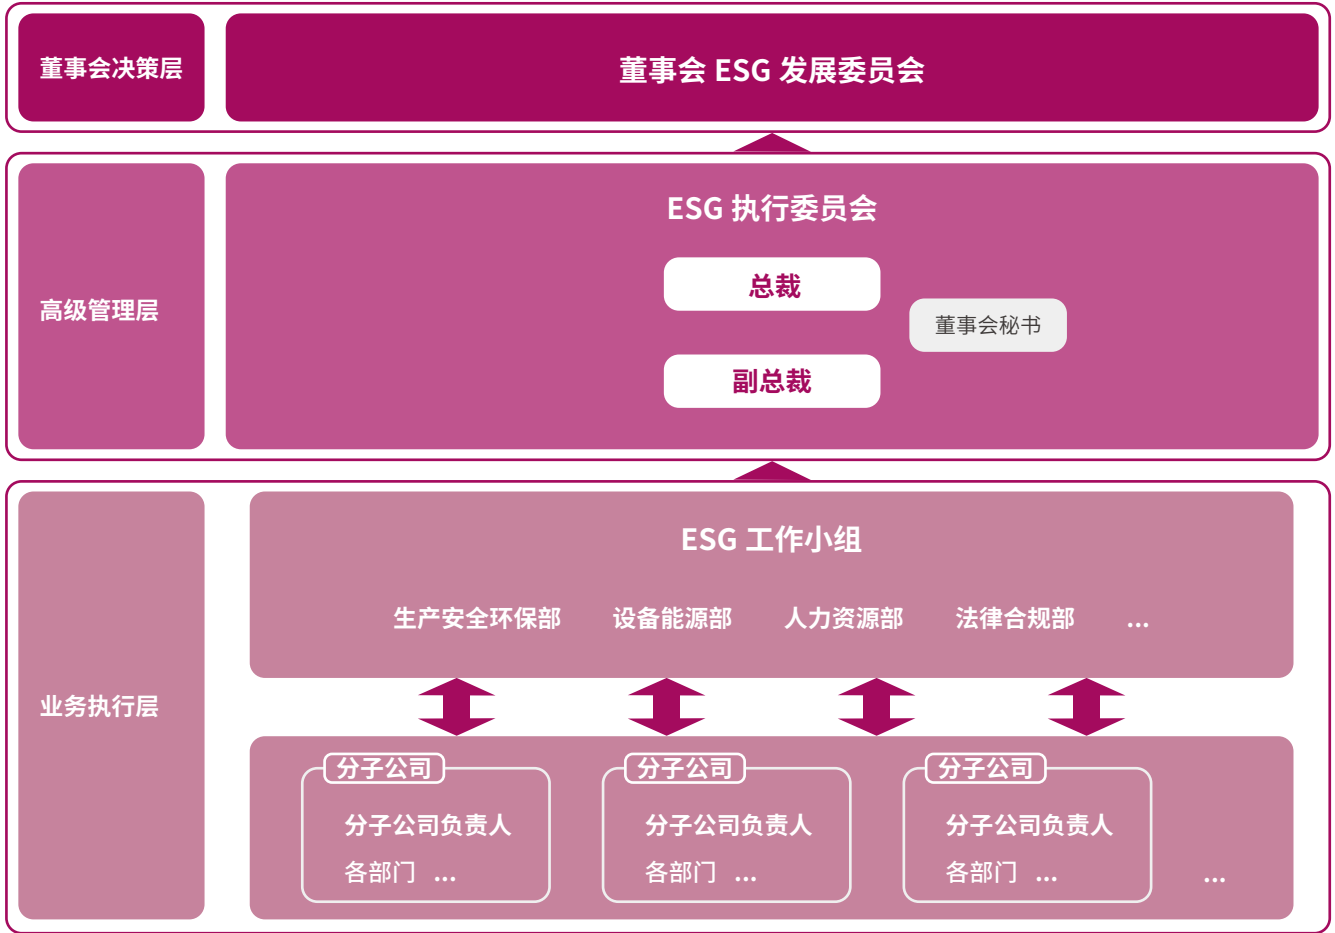 董事会决策层
董事会 ESG 发展委员会
高级管理层
ESG 执行委员会
总裁
董事会秘书
副总裁
业务执行层
ESG 工作小组
生产安全环保部 设备能源部 人力资源部 法律合规部 ...
分子公司 分子公司 分子公司
分子公司负责人 分子公司负责人 分子公司负责人
各部门 ... 各部门 ... 各部门 ... ...